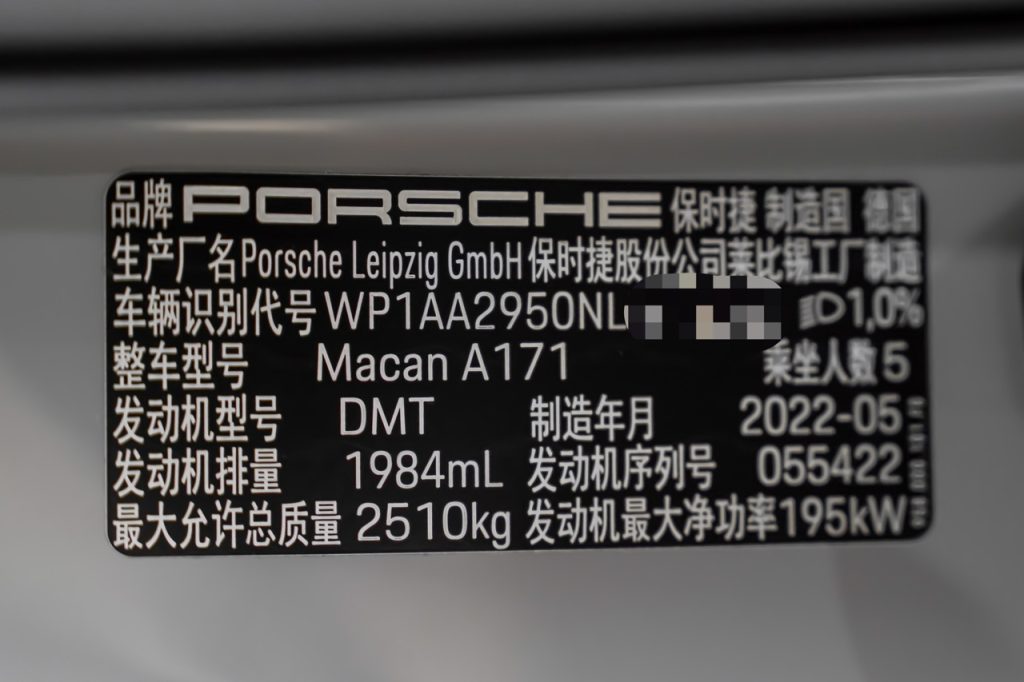 品牌 PORSCHE 保时捷 制造国 德国
生产厂名Porsche Leipzig GmbH 保时捷股份公司莱比锡工厂制造
车辆识别代号 WP1AA2950NL 1,0%
整车型号 Macan A171 乘坐人数 5
发动机型号 DMT 制造年月 2022-05
发动机排量 1984mL 发动机序列号 055422
最大允许总质量 2510kg 发动机最大净功率195kW